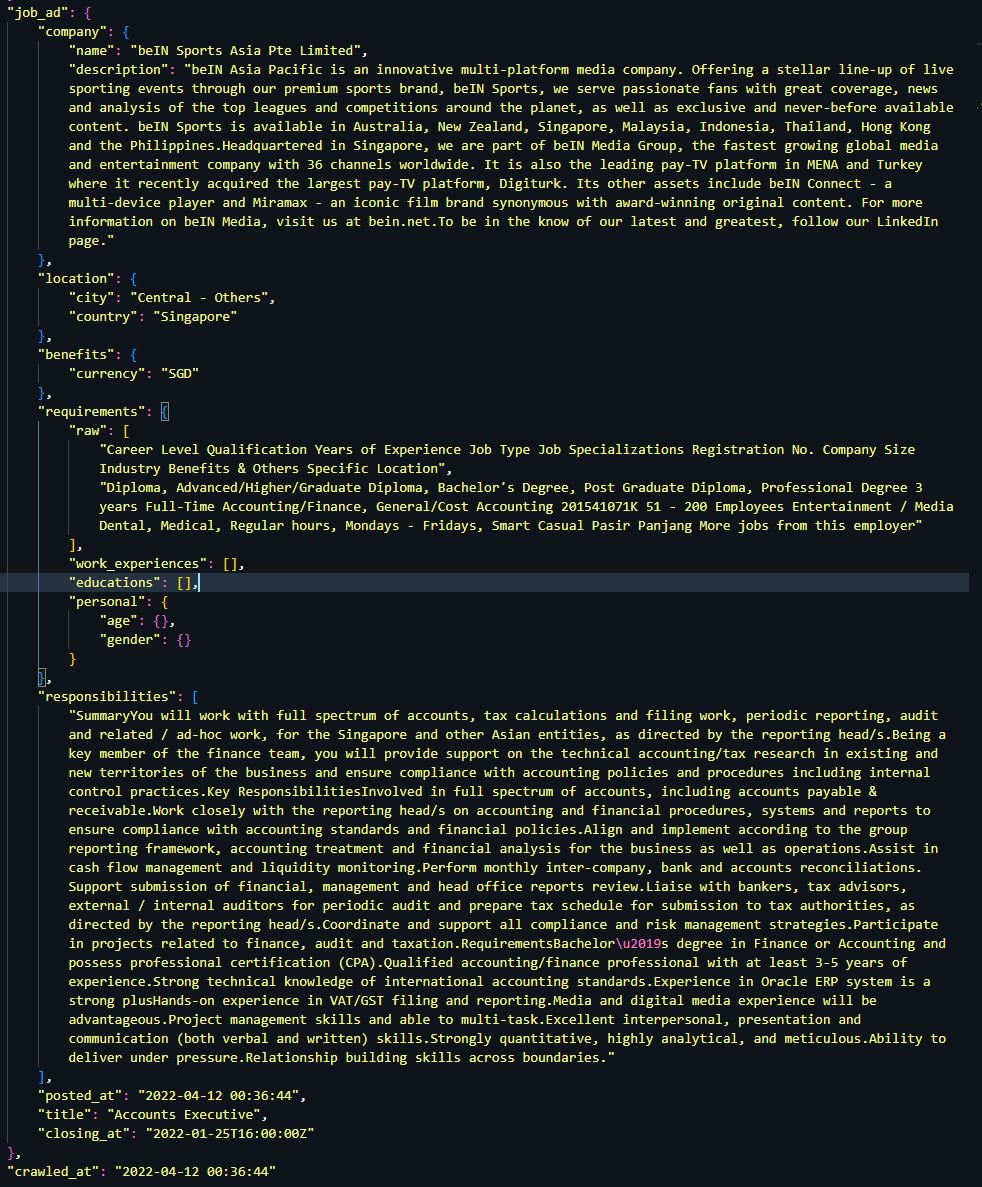 "job_ad": {
"company": {
"name": "beIN Sports Asia Pte Limited",
"description": "beIN Asia Pacific is an innovative multi-platform media company. Offering a stellar line-up of live
sporting events through our premium sports brand, beIN Sports, we serve passionate fans with great coverage, news
and analysis of the top leagues and competitions around the planet, as well as exclusive and never-before available
content. beIN Sports is available in Australia, New Zealand, Singapore, Malaysia, Indonesia, Thailand, Hong Kong
and the Philippines.Headquartered in Singapore, we are part of beIN Media Group, the fastest growing global media
and entertainment company with 36 channels worldwide. It is also the leading pay-TV platform in MENA and Turkey
where it recently acquired the largest pay-TV platform, Digiturk. Its other assets include beIN Connect - a
multi-device player and Miramax - an iconic film brand synonymous with award-winning original content. For more
information on beIN Media, visit us at bein.net.To be in the know of our latest and greatest, follow our LinkedIn
page."
},
"location": {
"city": "Central - Others",
"country": "Singapore"
},
"benefits": {
"currency": "SGD"
},
"requirements": {
"raw": [
"Career Level Qualification Years of Experience Job Type Job Specializations Registration No. Company Size
Industry Benefits & Others Specific Location",
"Diploma, Advanced/Higher/Graduate Diploma, Bachelor's Degree, Post Graduate Diploma, Professional Degree 3
years Full-Time Accounting/Finance, General/Cost Accounting 201541071K 51 - 200 Employees Entertainment / Media
Dental, Medical, Regular hours, Mondays - Fridays, Smart Casual Pasir Panjang More jobs from this employer"
],
"work_experiences": [],
"educations": [],
"personal": {
"age": {},
"gender": {}
}
},
"responsibilities": [
"SummaryYou will work with full spectrum of accounts, tax calculations and filing work, periodic reporting, audit
and related / ad-hoc work, for the Singapore and other Asian entities, as directed by the reporting head/s.Being a
key member of the finance team, you will provide support on the technical accounting/tax research in existing and
new territories of the business and ensure compliance with accounting policies and procedures including internal
control practices.Key ResponsibilitiesInvolved in full spectrum of accounts, including accounts payable &
receivable.Work closely with the reporting head/s on accounting and financial procedures, systems and reports to
ensure compliance with accounting standards and financial policies.Align and implement according to the group
reporting framework, accounting treatment and financial analysis for the business as well as operations.Assist in
cash flow management and liquidity monitoring.Perform monthly inter-company, bank and accounts reconciliations.
Support submission of financial, management and head office reports review.Liaise with bankers, tax advisors,
external / internal auditors for periodic audit and prepare tax schedule for submission to tax authorities, as
directed by the reporting head/s.Coordinate and support all compliance and risk management strategies.Participate
in projects related to finance, audit and taxation.RequirementsBachelor\u2019s degree in Finance or Accounting and
possess professional certification (CPA).Qualified accounting/finance professional with at least 3-5 years of
experience.Strong technical knowledge of international accounting standards.Experience in Oracle ERP system is a
strong plusHands-on experience in VAT/GST filing and reporting.Media and digital media experience will be
advantageous.Project management skills and able to multi-task.Excellent interpersonal, presentation and
communication (both verbal and written) skills.Strongly quantitative, highly analytical, and meticulous.Ability to
deliver under pressure.Relationship building skills across boundaries."
],
"posted_at": "2022-04-12 00:36:44",
"title": "Accounts Executive",
"closing_at": "2022-01-25T16:00:00Z"
},
"crawled_at": "2022-04-12 00:36:44"